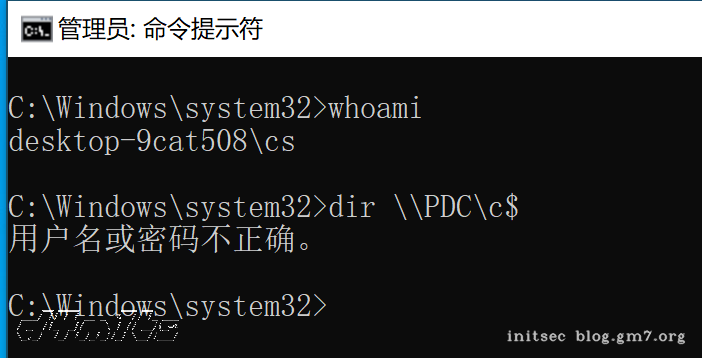 管理员: 命令提示符
C:\Windows\system32>whoami
desktop-9cat508\cs
C:\Windows\system32>dir \\PDC\c$
用户名或密码不正确。
C:\Windows\system32>
initsec blog.gm7.org